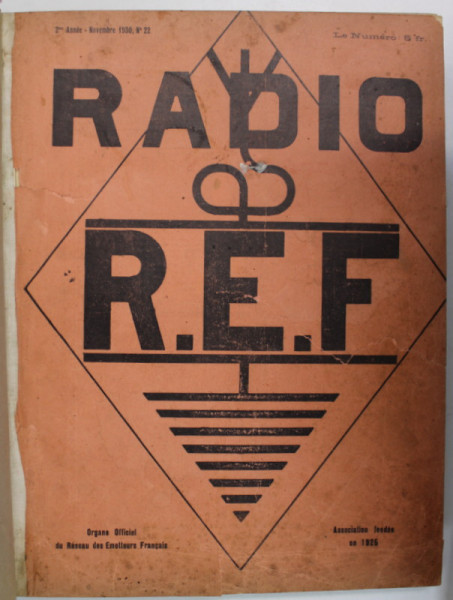 2me Année - Novembre 1930, N° 23
Le Numéro: 5 fr.
RADIO
R.E.F
Organe Officiel
du Réseau des Emetteurs Français
Association fondée
en 1925